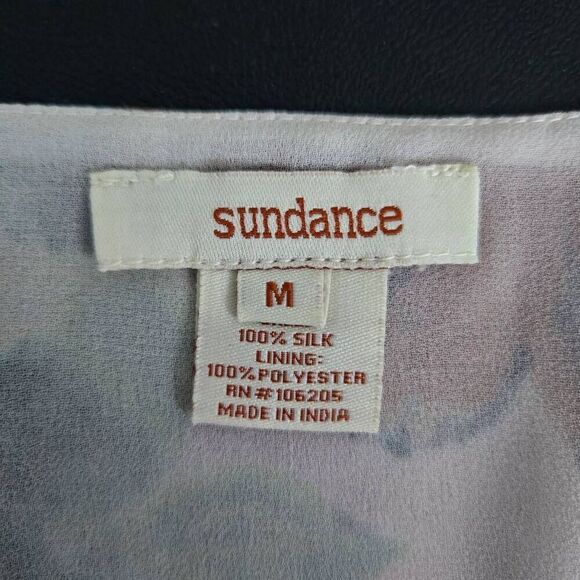 sundance
M
100% SILK
LINING:
100% POLYESTER
RN #106205
MADE IN INDIA